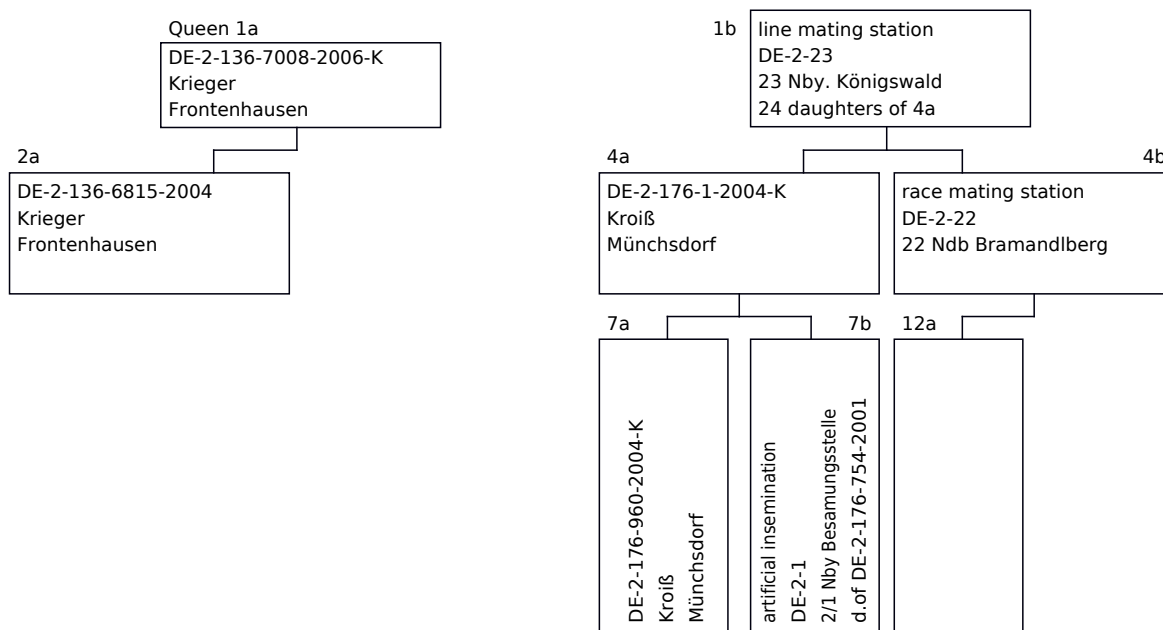 Queen 1a
DE-2-136-7008-2006-K
Krieger
Frontenhausen
1b
line mating station
DE-2-23
23 Nby. Königswald
24 daughters of 4a
2a
DE-2-136-6815-2004
Krieger
Frontenhausen
4a
DE-2-176-1-2004-K
Kroiß
Münchsdorf
4b
race mating station
DE-2-22
22 Ndb Bramandlberg
7a
DE-2-176-960-2004-K
Kroiß
Münchsdorf
7b
artificial insemination
DE-2-1
2/1 Nby Besamungsstelle
d.of DE-2-176-754-2001
12a